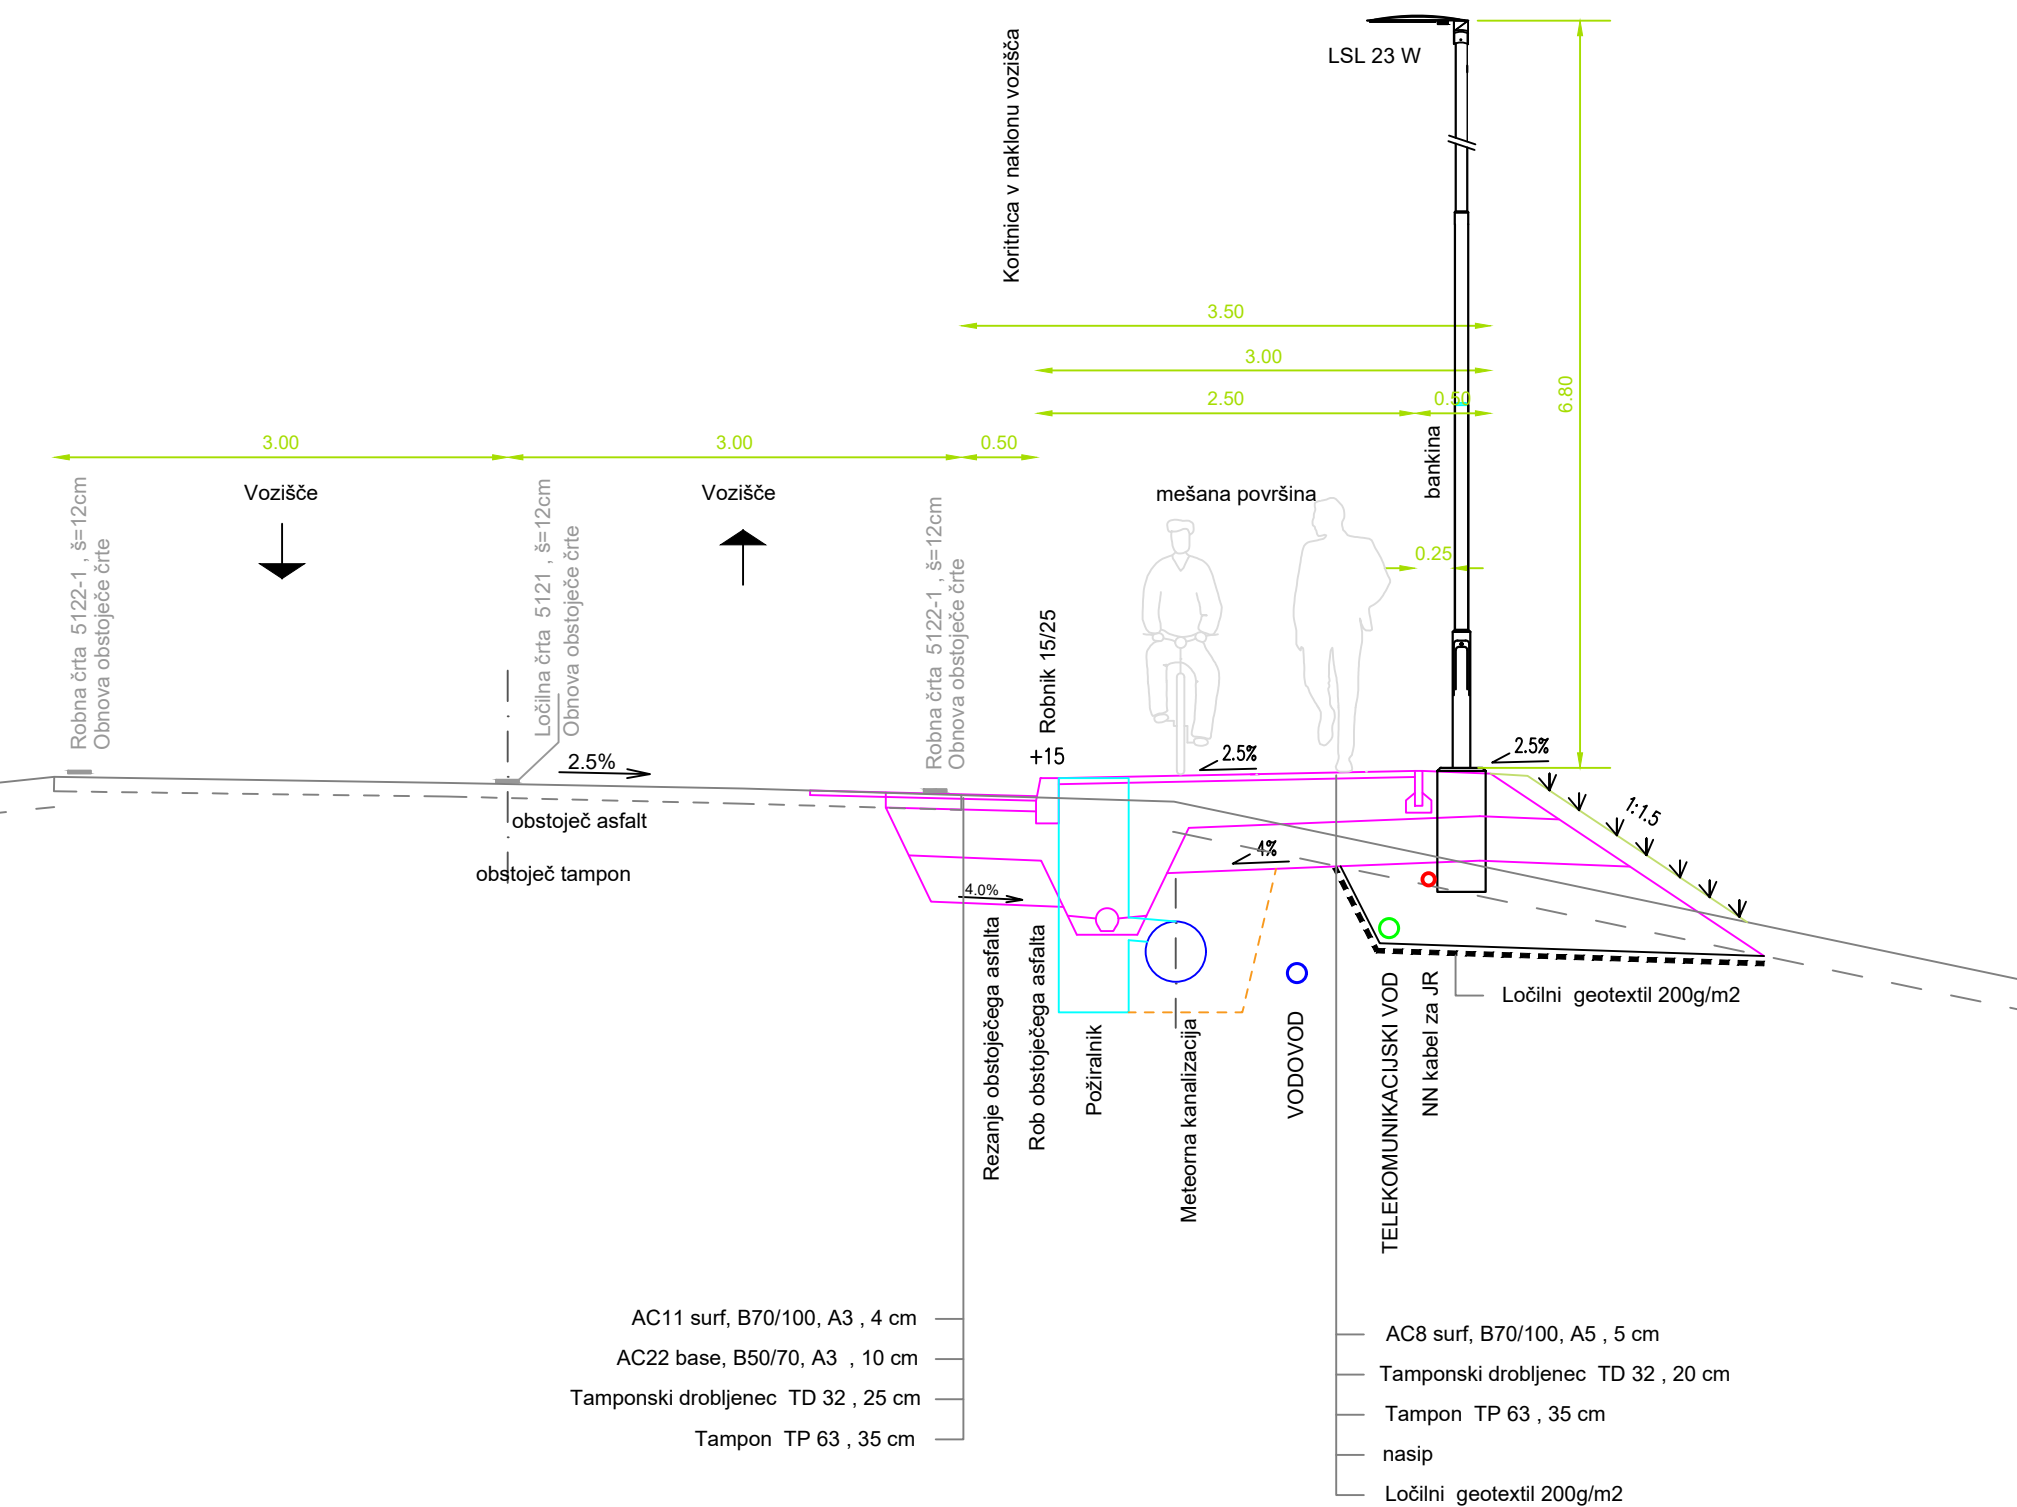 LSL 23 W
Koritnica v naklonu vozišča
3.50
3.00
2.50
0.50
6.80
3.00
3.00
0.50
Vozišče
Vozišče
mešana površina
bankina
0.25
Robna črta 5122-1 , š=12cm
Obnova obstoječe črte
Ločilna črta 5121 , š=12cm
Obnova obstoječe črte
Robna črta 5122-1 , š=12cm
Obnova obstoječe črte
Robnik 15/25
+15
2.5%
2.5%
2.5%
1:1.5
obstoječ asfalt
obstoječ tampon
4%
4.0%
Rezanje obstoječega asfalta
Rob obstoječega asfalta
Požiralnik
Meteorna kanalizacija
VODOVOD
TELEKOMUNIKACIJSKI VOD
NN kabel za JR
Ločilni geotextil 200g/m2
AC11 surf, B70/100, A3 , 4 cm
AC22 base, B50/70, A3 , 10 cm
Tamponski drobljenec TD 32 , 25 cm
Tampon TP 63 , 35 cm
AC8 surf, B70/100, A5 , 5 cm
Tamponski drobljenec TD 32 , 20 cm
Tampon TP 63 , 35 cm
nasip
Ločilni geotextil 200g/m2